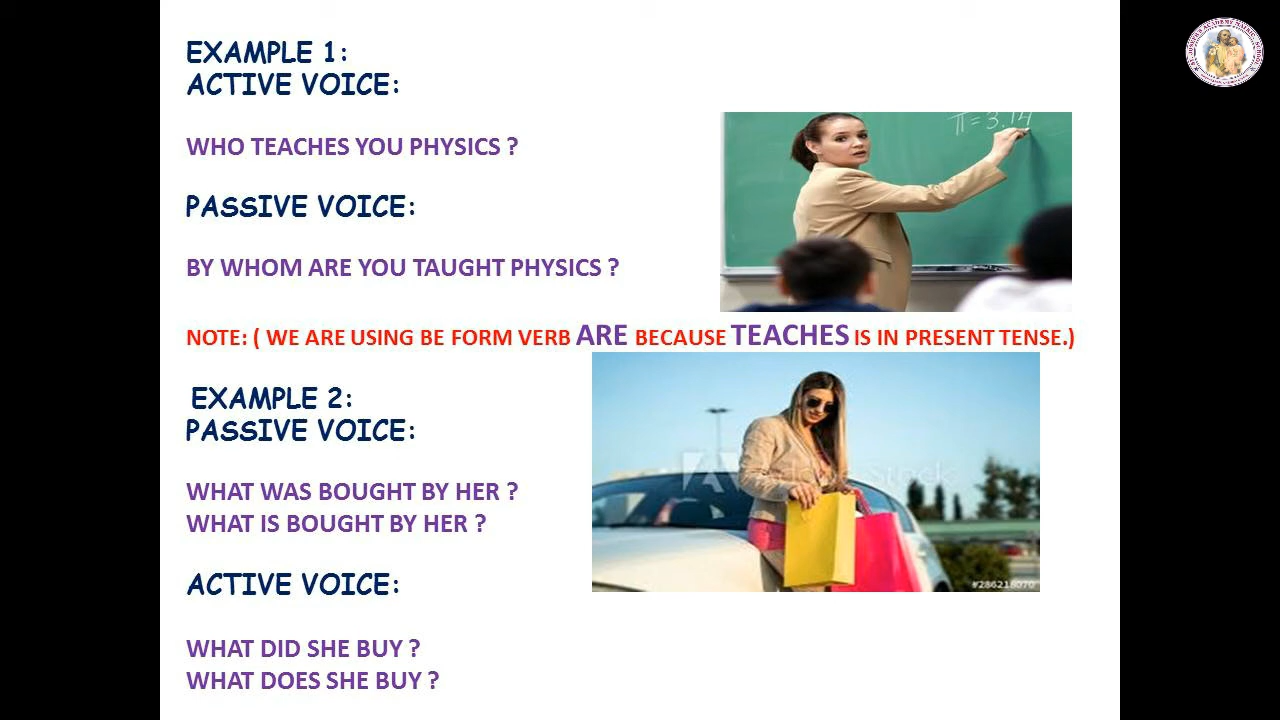 EXAMPLE 1:
ACTIVE VOICE:
WHO TEACHES YOU PHYSICS ?
π = 3.14
PASSIVE VOICE:
BY WHOM ARE YOU TAUGHT PHYSICS ?
NOTE: ( WE ARE USING BE FORM VERB ARE BECAUSE TEACHES IS IN PRESENT TENSE.)
EXAMPLE 2:
PASSIVE VOICE:
WHAT WAS BOUGHT BY HER ?
WHAT IS BOUGHT BY HER ?
Adobe Stock
#286218070
ACTIVE VOICE:
WHAT DID SHE BUY ?
WHAT DOES SHE BUY ?